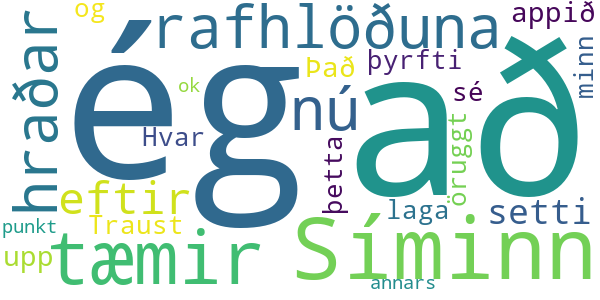 og
rafhlöðuna
appið
hraðar
ég
að
Það
þyrfti
minn
ok
nú
sé
Hvar
þetta
öruggt
eftir
laga
setti
punkt
Traust
Síminn
upp
tæmir
annars